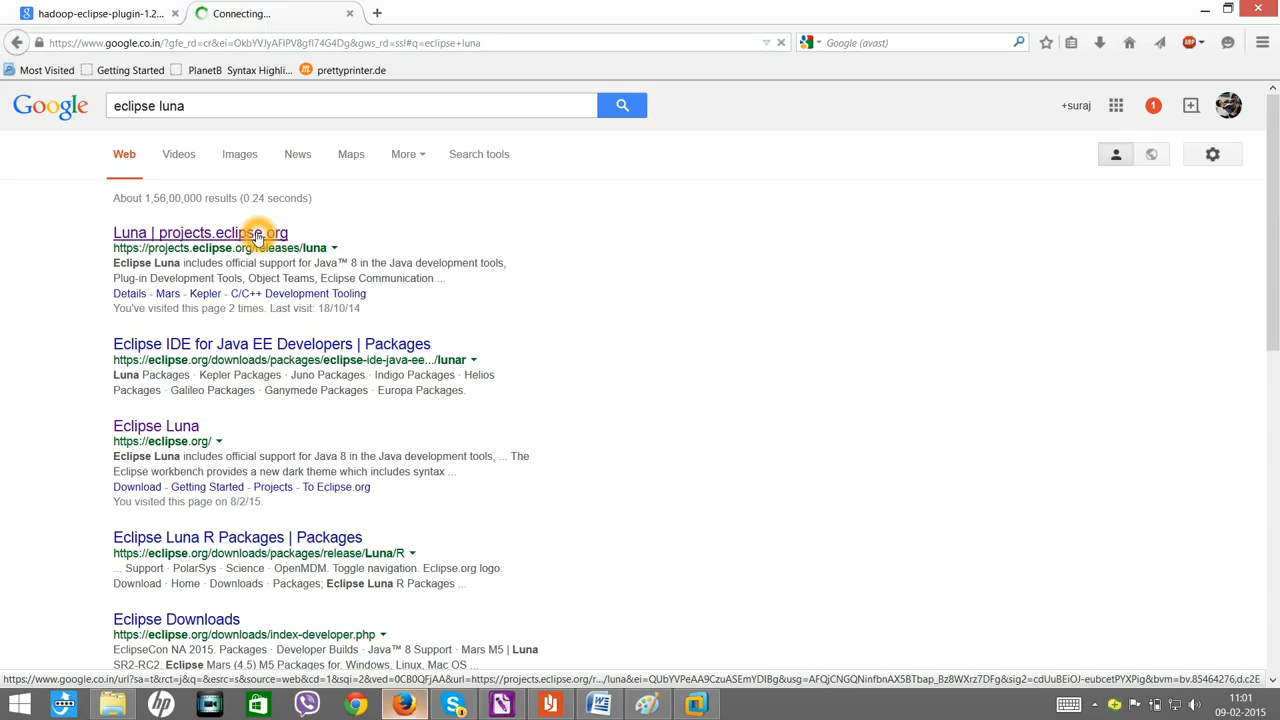 hadoop-eclipse-plugin-1.2... ×
Connecting... ×
+
https://www.google.co.in/?gfe_rd=cr&ei=OkbYVJyAFIPV8gfl74G4Dg&gws_rd=ssl#q=eclipse+luna
Google (avast)
Most Visited Getting Started PlanetB Syntax Highli... prettyprinter.de
Google eclipse luna +suraj 1
Web Videos Images News Maps More Search tools
About 1,56,00,000 results (0.24 seconds)
Luna | projects.eclipse.org
https://projects.eclipse.org/releases/luna
Eclipse Luna includes official support for Java™ 8 in the Java development tools,
Plug-in Development Tools, Object Teams, Eclipse Communication ...
Details - Mars - Kepler - C/C++ Development Tooling
You've visited this page 2 times. Last visit: 18/10/14
Eclipse IDE for Java EE Developers | Packages
https://eclipse.org/downloads/packages/eclipse-ide-java-ee.../lunar
Luna Packages · Kepler Packages · Juno Packages · Indigo Packages · Helios
Packages · Galileo Packages · Ganymede Packages · Europa Packages.
Eclipse Luna
https://eclipse.org/
Eclipse Luna includes official support for Java 8 in the Java development tools, ... The
Eclipse workbench provides a new dark theme which includes syntax ...
Download - Getting Started - Projects - To Eclipse.org
You visited this page on 8/2/15.
Eclipse Luna R Packages | Packages
https://eclipse.org/downloads/packages/release/Luna/R
... Support · PolarSys · Science · OpenMDM. Toggle navigation. Eclipse.org logo.
Download · Home · Downloads · Packages; Eclipse Luna R Packages ...
Eclipse Downloads
https://eclipse.org/downloads/index-developer.php
EclipseCon NA 2015. Packages · Developer Builds · Java™ 8 Support · Mars M5 | Luna
SR2-RC2. Eclipse Mars (4.5) M5 Packages for. Windows, Linux, Mac OS ...
11:01
09-02-2015